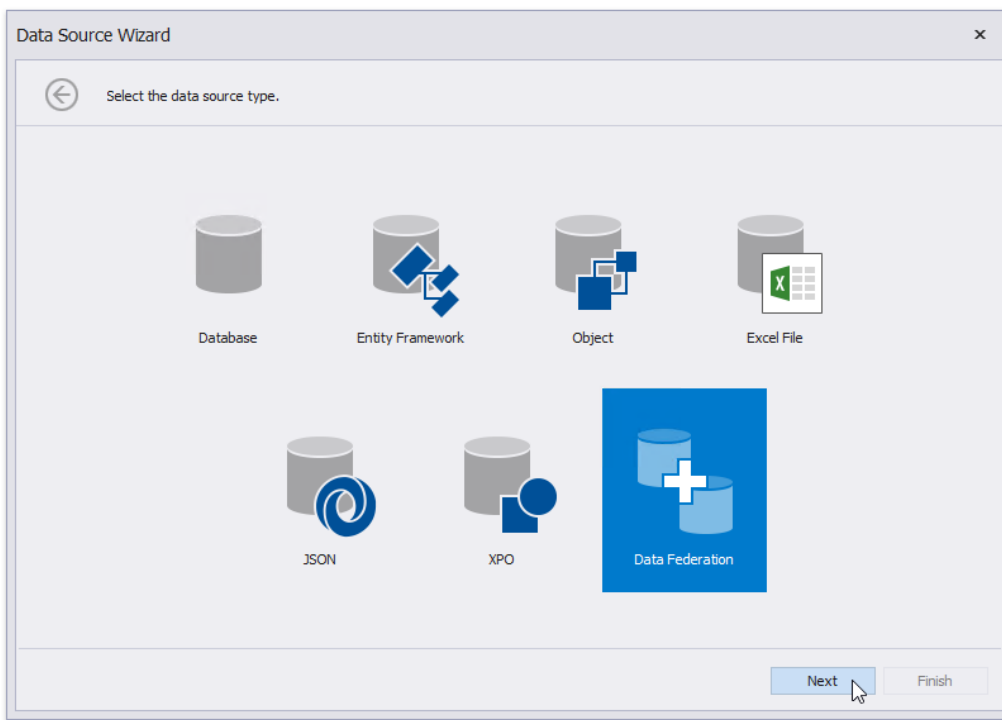 Data Source Wizard
Select the data source type.
Database
Entity Framework
Object
Excel File
X
JSON
XPO
Data Federation
Next
Finish